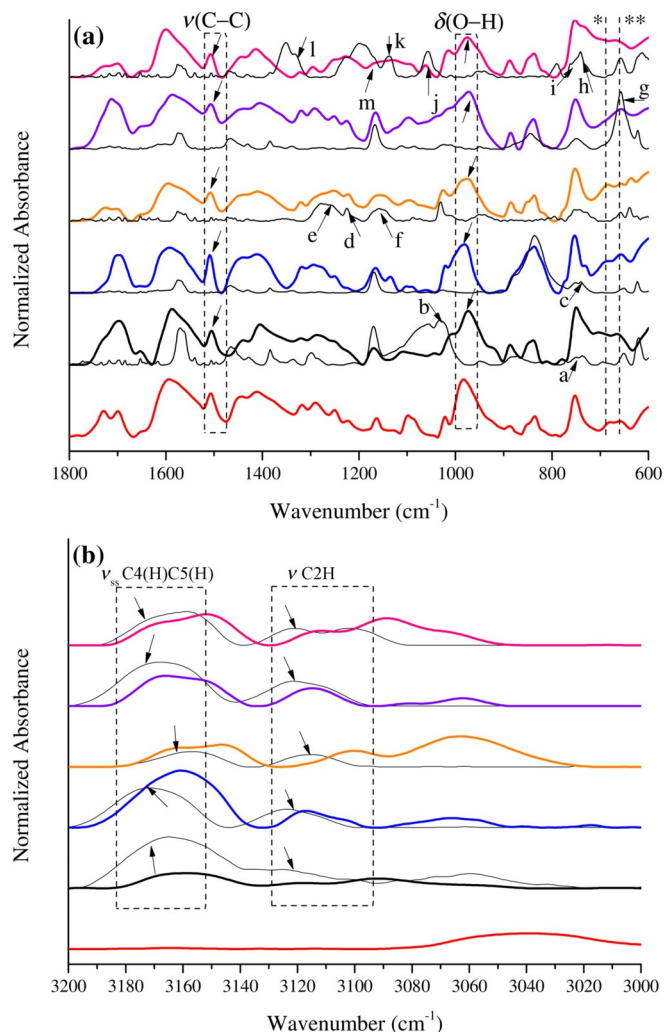 (a)
ν(C–C)
δ(O–H)
*
**
l
k
m
j
i
h
g
e
d
f
c
b
a
Normalized Absorbance
1800 1600 1400 1200 1000 800 600
Wavenumber (cm⁻¹)
(b)
νss C4(H)C5(H)
ν C2H
Normalized Absorbance
3200 3180 3160 3140 3120 3100 3080 3060 3040 3020 3000
Wavenumber (cm⁻¹)